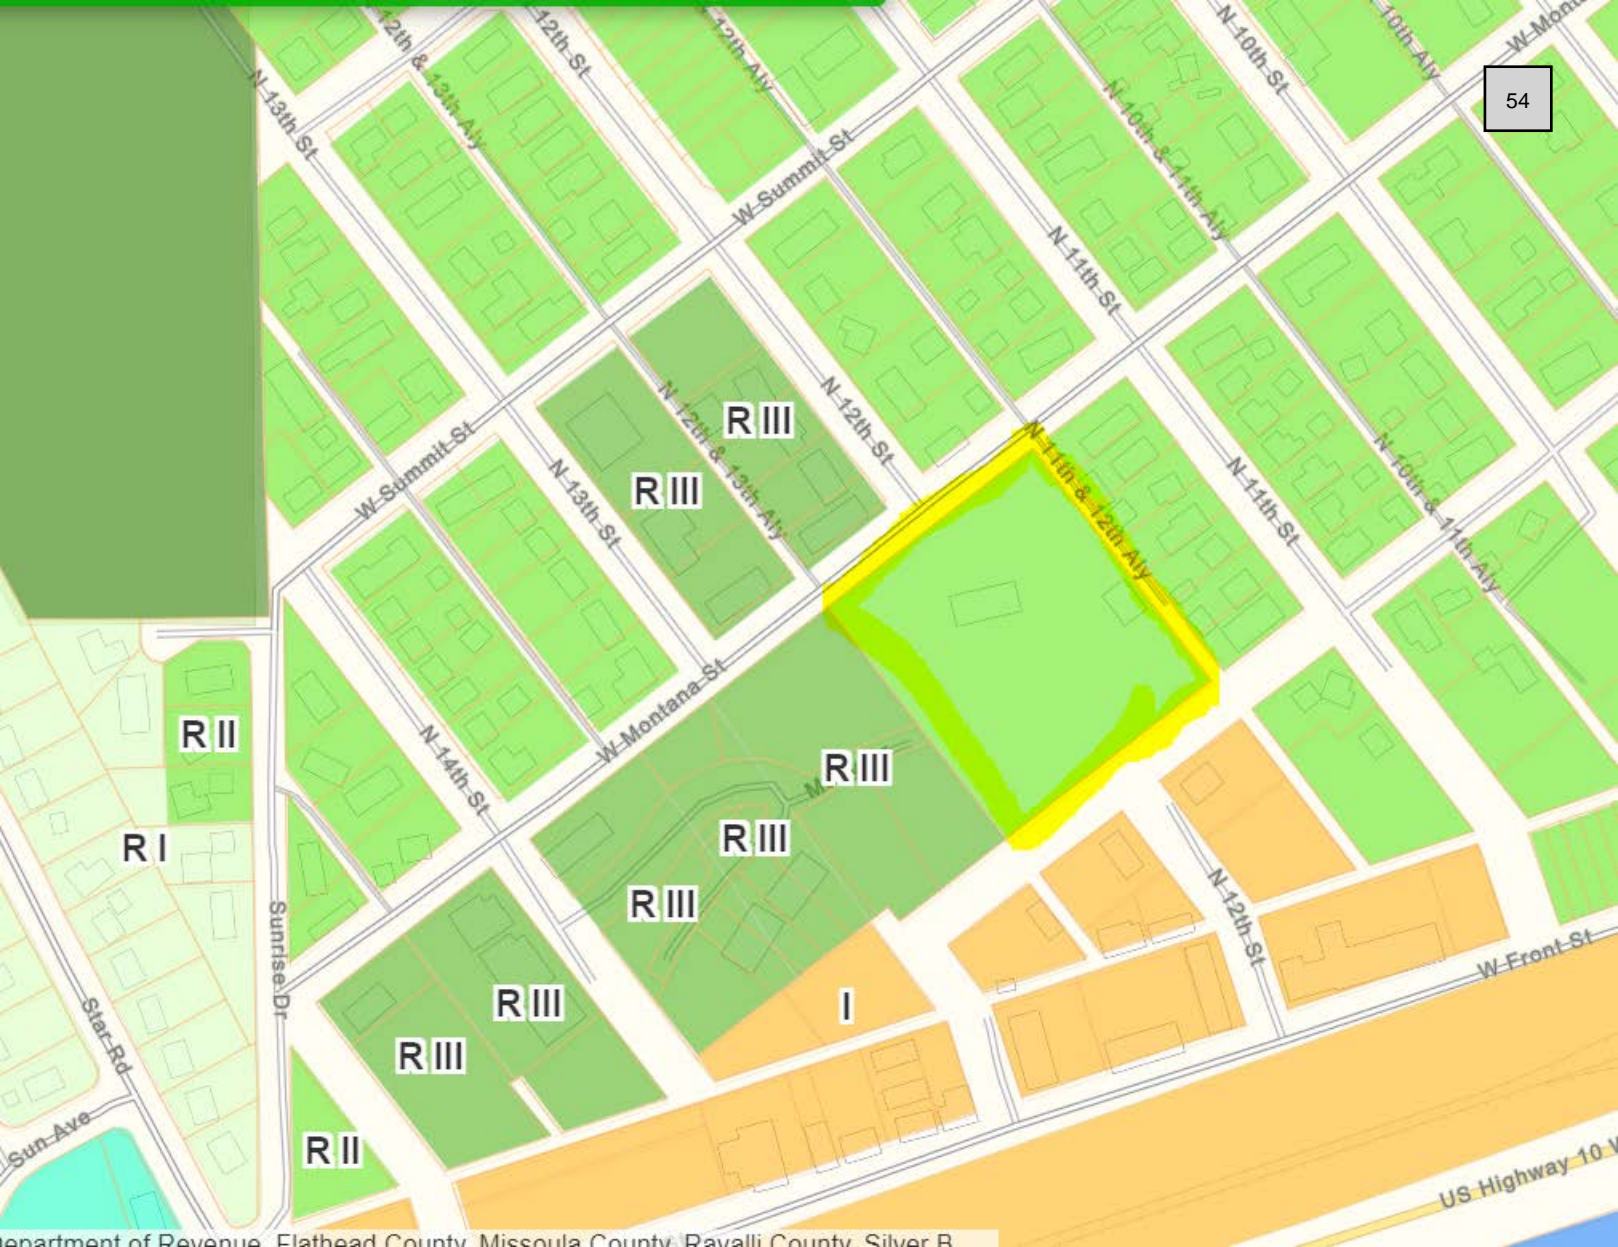 12th & 13th Aly
12th St
12th Aly
N 10th St
10th Aly
W Mont
54
N 13th St
N 10th & 11th Aly
W Summit St
N 11th St
N 12th & 13th Aly
R III
N 12th St
R III
N 11th & 12th Aly
W Summit St
N 13th St
N 11th St
N 10th & 11th Aly
R II
W Montana St
N 14th St
R III
M
R I
R III
R III
N 12th St
Sunrise Dr
R III
I
W Front St
Star Rd
R III
Sun Ave
R II
US Highway 10 W
Department of Revenue, Flathead County, Missoula County, Ravalli County, Silver B